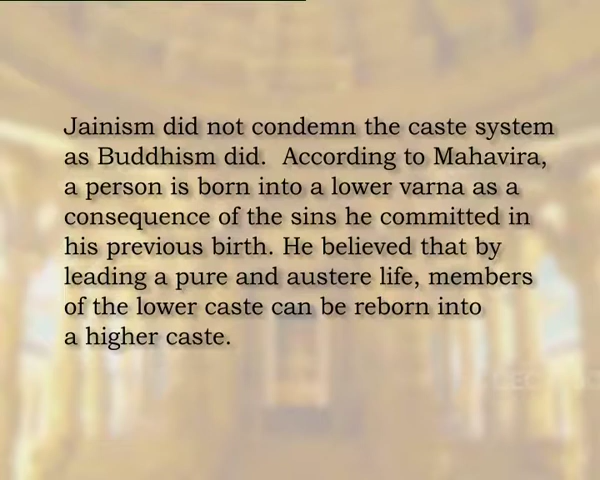 Jainism did not condemn the caste system
as Buddhism did.  According to Mahavira,
a person is born into a lower varna as a
consequence of the sins he committed in
his previous birth. He believed that by
leading a pure and austere life, members
of the lower caste can be reborn into
a higher caste.